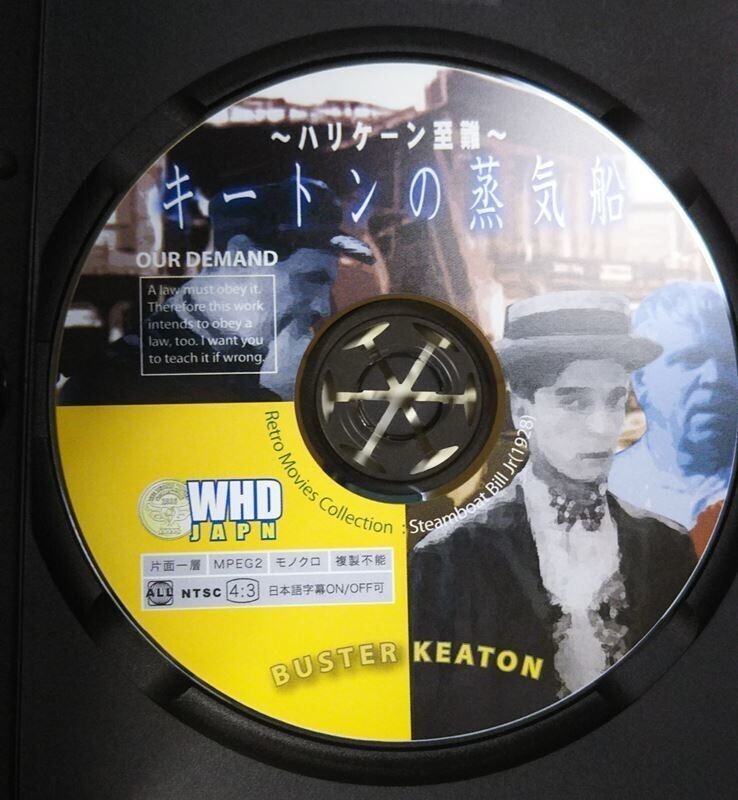 ～ハリケーン至難～
キートンの蒸気船
OUR DEMAND
A law must obey it.
Therefore this work
intends to obey a
law, too. I want you
to teach it if wrong.
Retro Movies Collection : Steamboat Bill Jr(1928)
WHD
JAPN
片面一層 MPEG2 モノクロ 複製不能
ALL NTSC 4:3 日本語字幕ON/OFF可
BUSTER KEATON